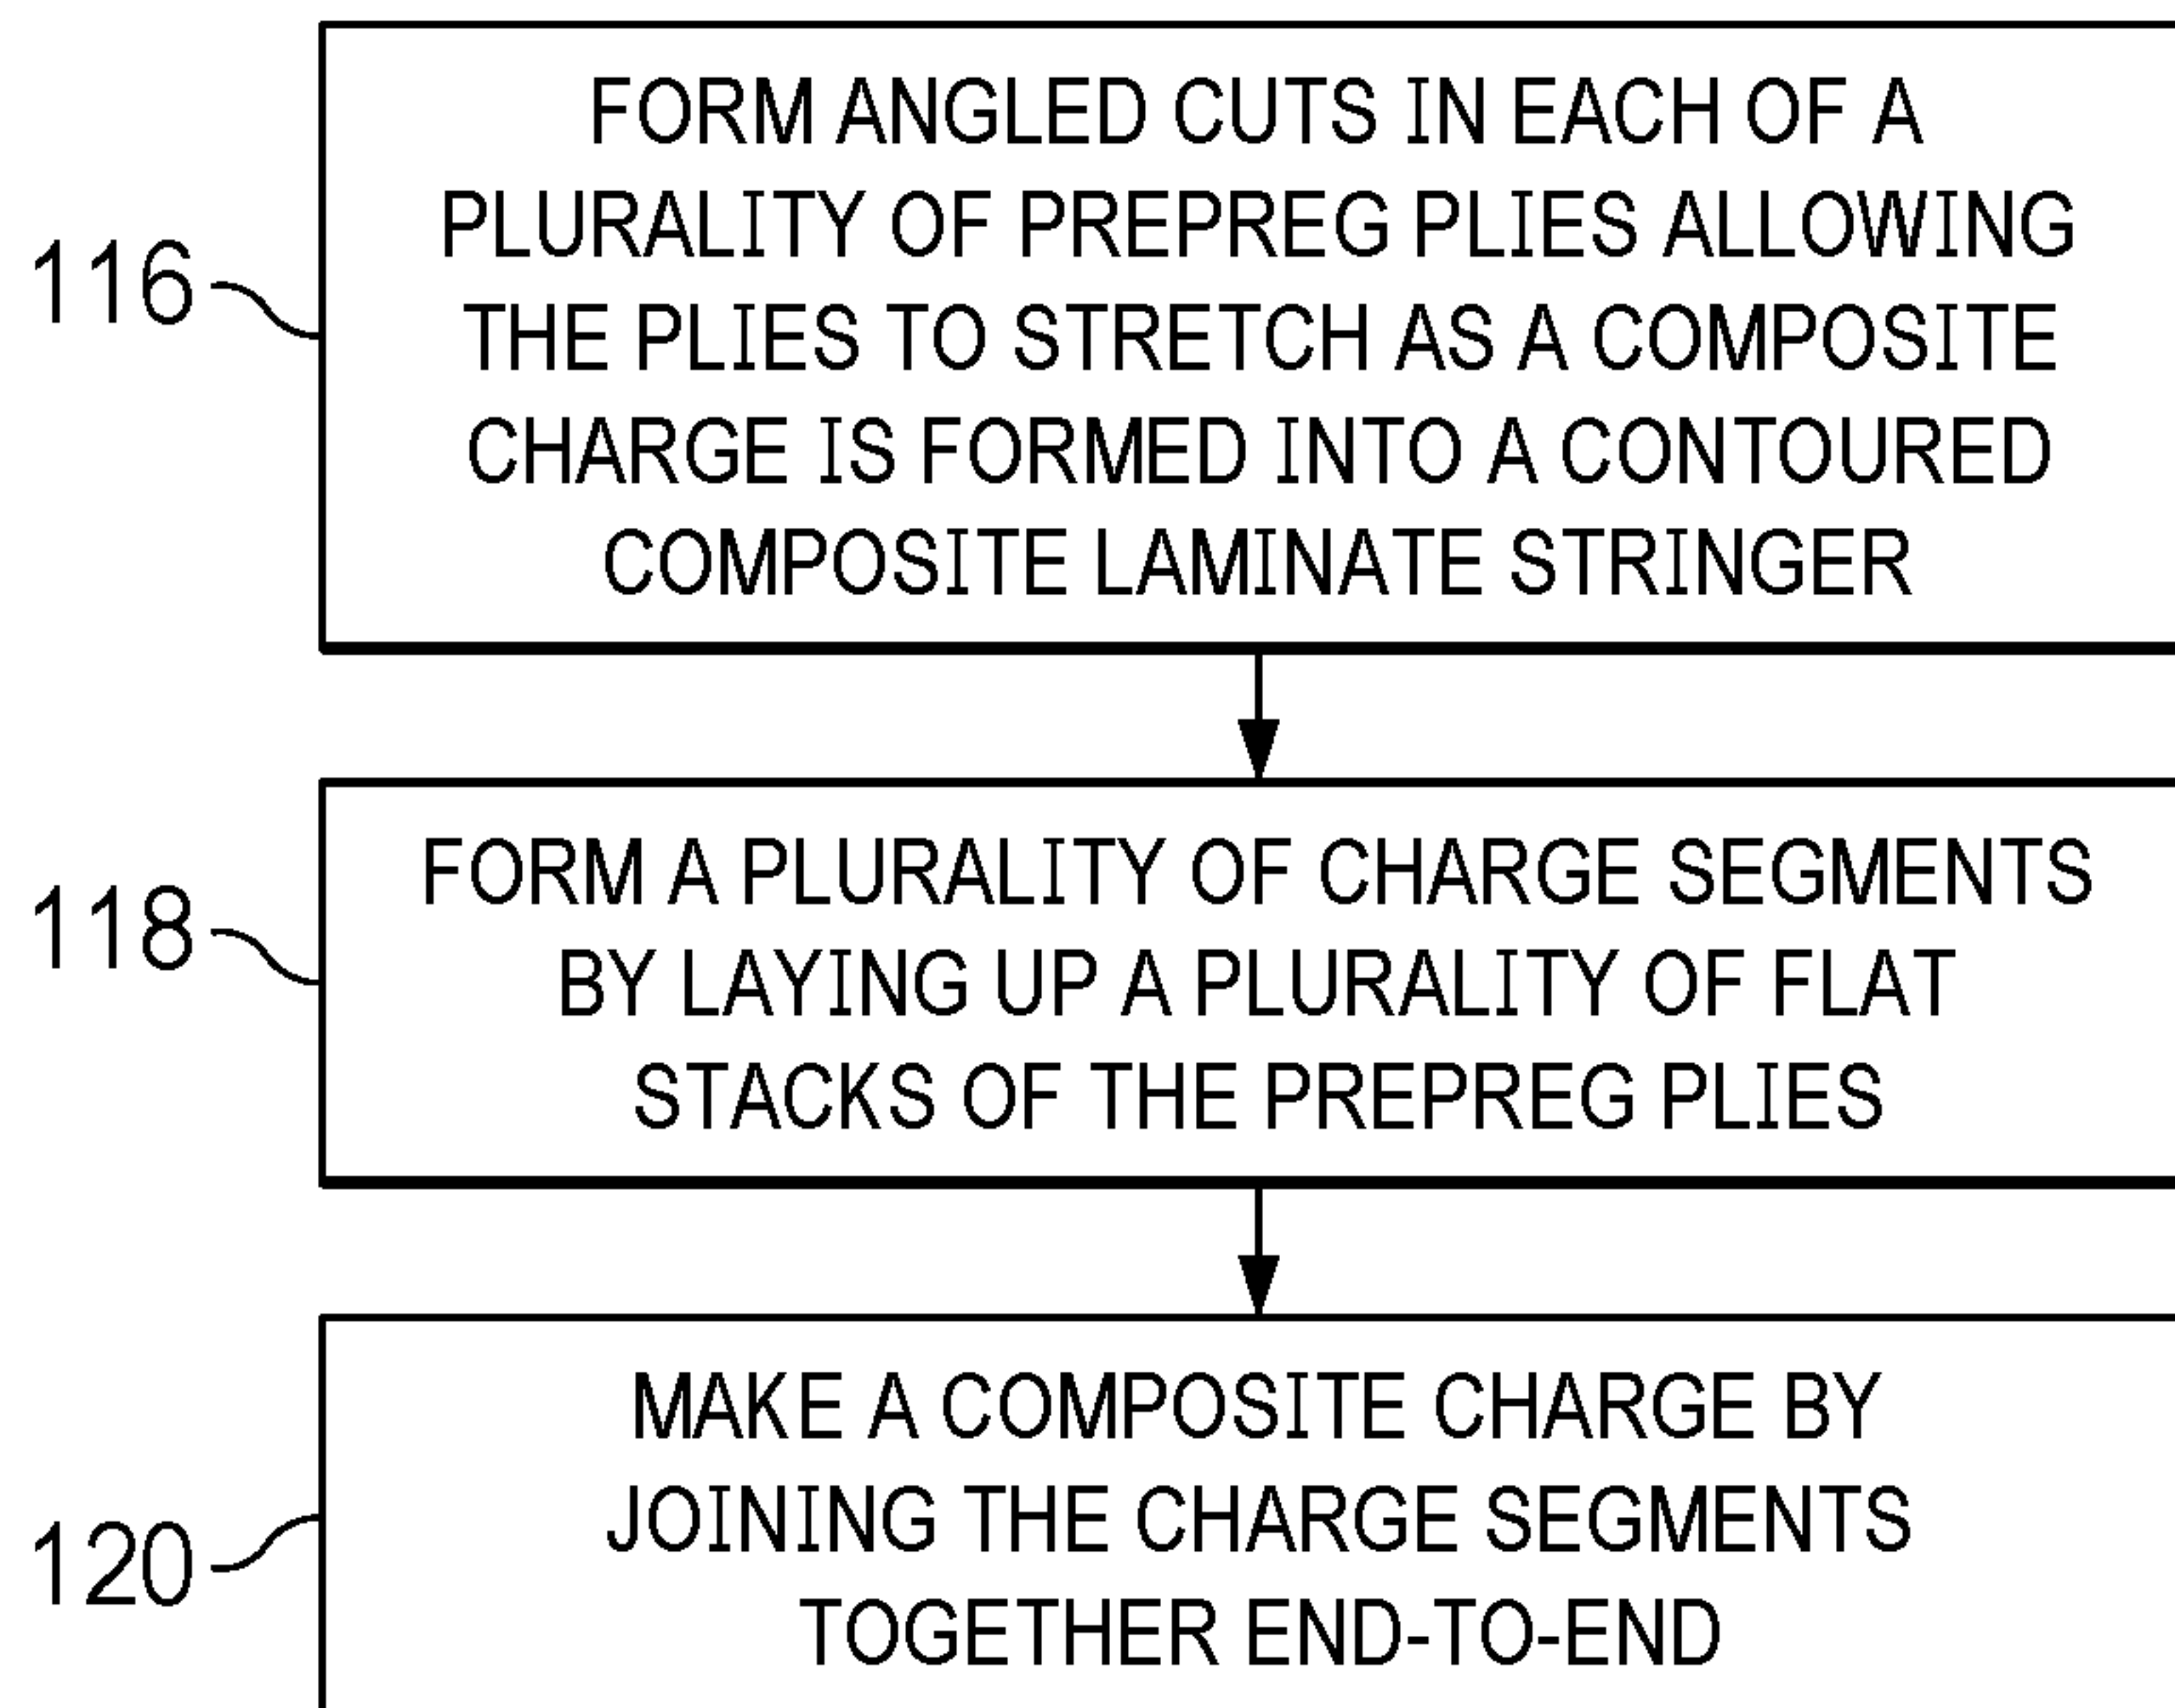 FORM ANGLED CUTS IN EACH OF A
PLURALITY OF PREPREG PLIES ALLOWING
THE PLIES TO STRETCH AS A COMPOSITE
CHARGE IS FORMED INTO A CONTOURED
COMPOSITE LAMINATE STRINGER
116
FORM A PLURALITY OF CHARGE SEGMENTS
BY LAYING UP A PLURALITY OF FLAT
STACKS OF THE PREPREG PLIES
118
MAKE A COMPOSITE CHARGE BY
JOINING THE CHARGE SEGMENTS
TOGETHER END-TO-END
120